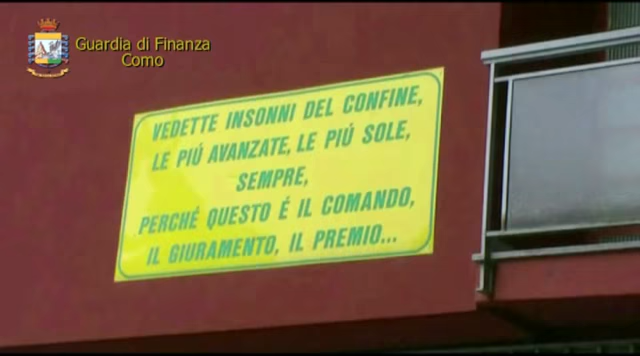 Guardia di Finanza
Como
VEDETTE INSONNI DEL CONFINE,
LE PIÚ AVANZATE, LE PIÚ SOLE,
SEMPRE,
PERCHÉ QUESTO É IL COMANDO,
IL GIURAMENTO, IL PREMIO...